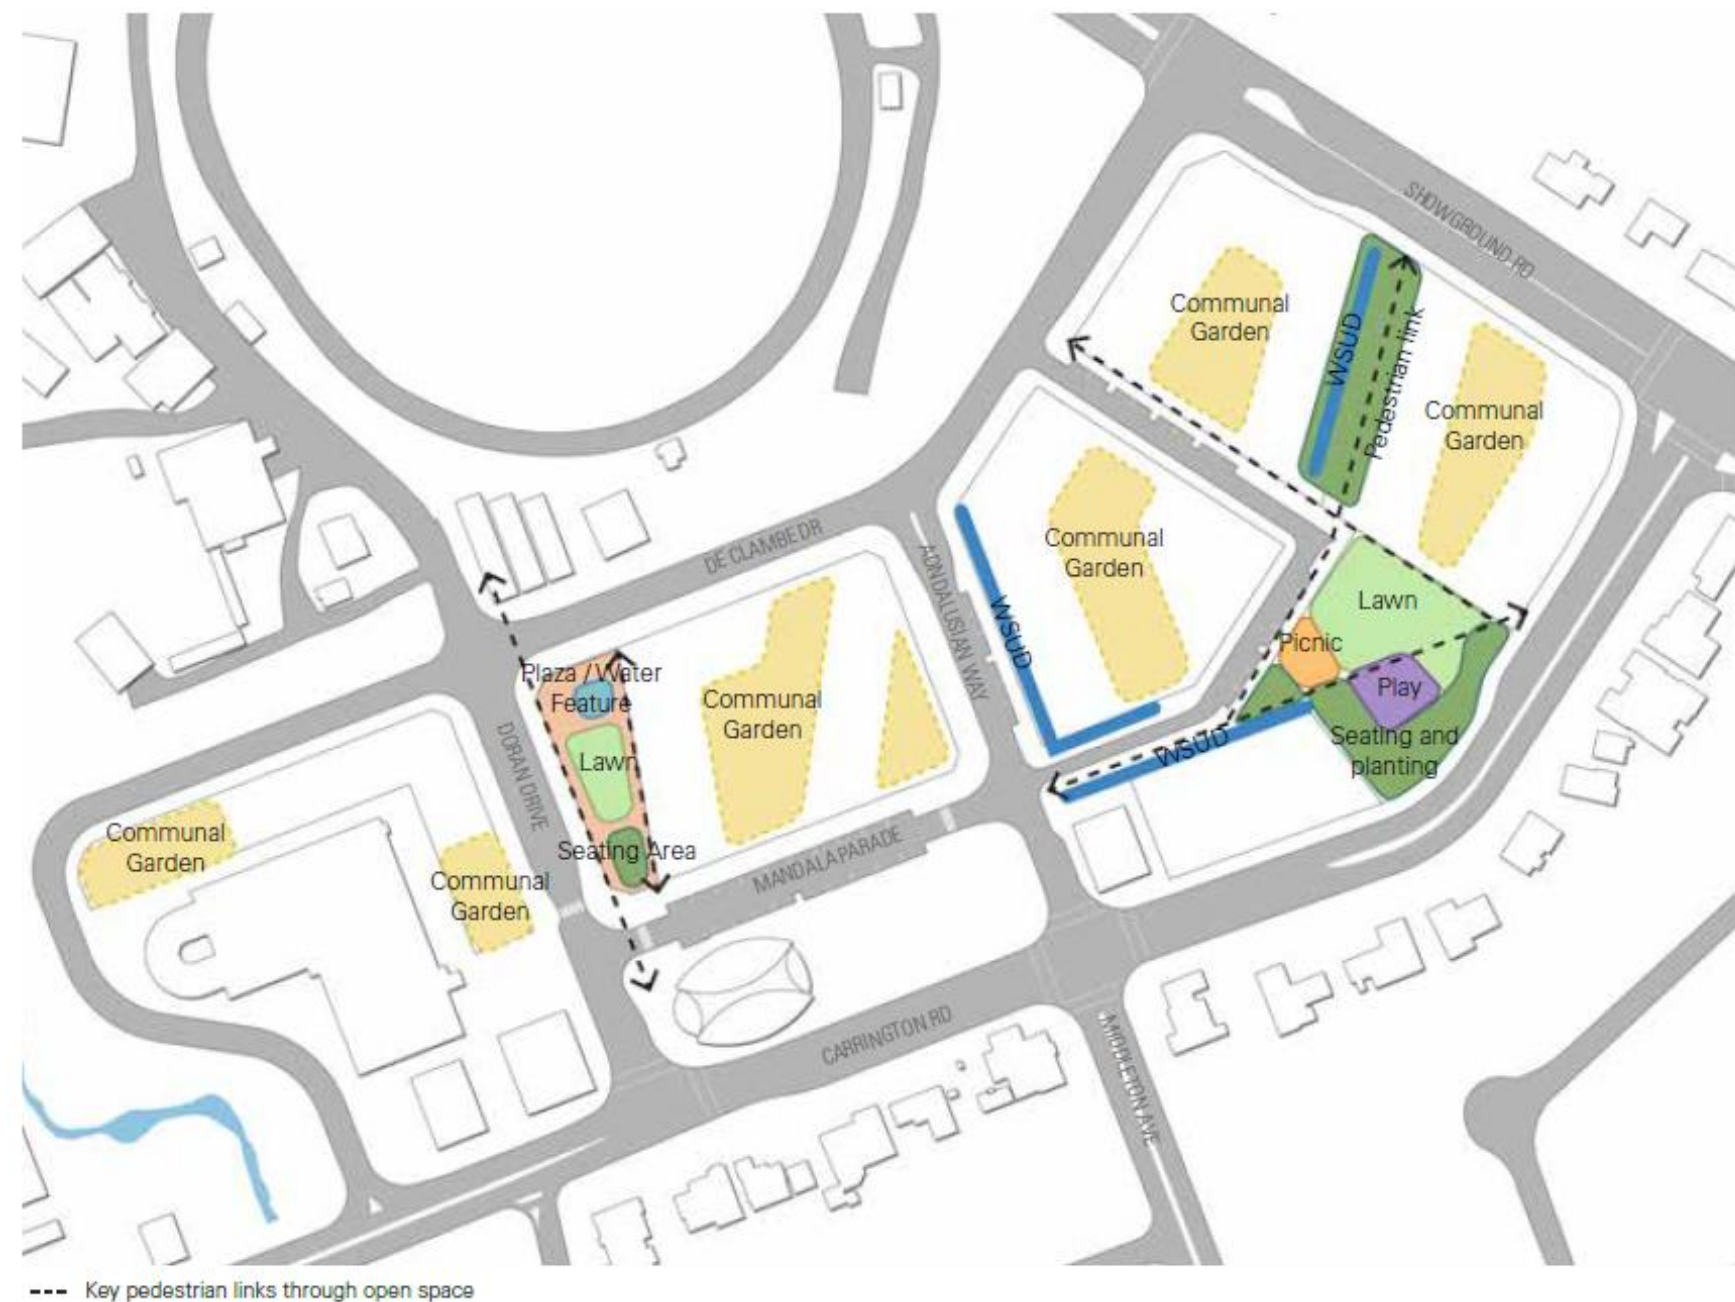 SHOWGROUND RD
Communal
Garden
WSUD
Pedestrian link
Communal
Garden
Communal
Garden
DE CLAMBE DR
ADNDALUSIAN WAY
WSUD
Lawn
Picnic
Play
Seating and
planting
WSUD
Plaza / Water
Feature
Lawn
Seating Area
Communal
Garden
DORAN DRIVE
MANDALA PARADE
Communal
Garden
Communal
Garden
CARRINGTON RD
MIDDLETON AVE
Key pedestrian links through open space